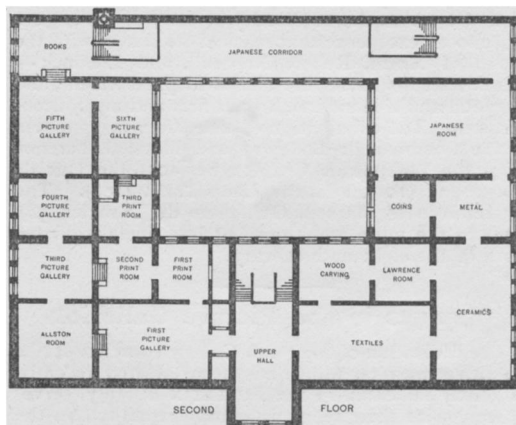 BOOKS
JAPANESE CORRIDOR
FIFTH
PICTURE
GALLERY
SIXTH
PICTURE
GALLERY
JAPANESE
ROOM
FOURTH
PICTURE
GALLERY
THIRD
PRINT
ROOM
COINS
METAL
THIRD
PICTURE
GALLERY
SECOND
PRINT
ROOM
FIRST
PRINT
ROOM
WOOD
CARVING
LAWRENCE
ROOM
CERAMICS
ALLSTON
ROOM
FIRST
PICTURE
GALLERY
UPPER
HALL
TEXTILES
SECOND FLOOR